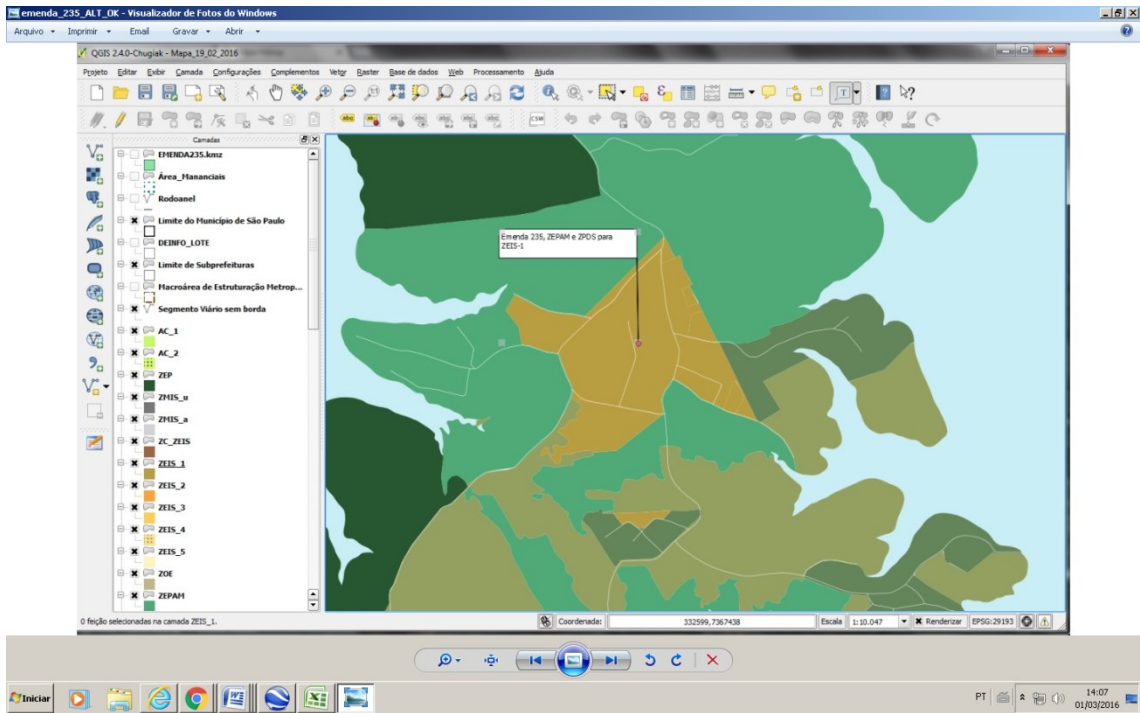 emenda_235_ALT_OK - Visualizador de Fotos do Windows
Arquivo Imprimir Email Gravar Abrir
QGIS 2.4.0-Chugiak - Mapa_19_02_2016
Projeto Editar Exibir Camada Configurações Complementos Vetor Raster Base de dados Web Processamento Ajuda
abc
CSW
Camadas
EMENDA235.kmz
Área_Mananciais
Rodoanel
Limite do Município de São Paulo
DEINFO_LOTE
Limite de Subprefeituras
Macroárea de Estruturação Metrop...
Segmento Viário sem borda
AC_1
AC_2
ZEP
ZMIS_u
ZMIS_a
ZC_ZEIS
ZEIS_1
ZEIS_2
ZEIS_3
ZEIS_4
ZEIS_5
ZOE
ZEPAM
Emenda 235, ZEPAM e ZPDS para
ZEIS-1
0 feição selecionadas na camada ZEIS_1.
Coordenada: 332599,7367438 Escala 1:10.047 Renderizar EPSG:29193
Iniciar
PT
14:07
01/03/2016